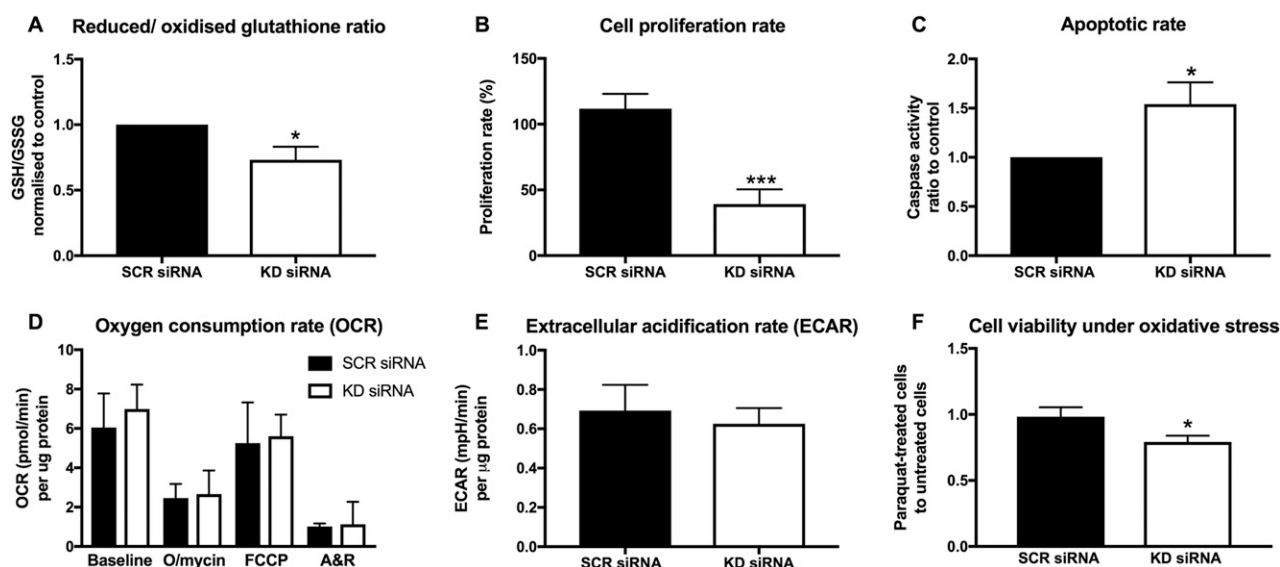 A Reduced/ oxidised glutathione ratio
GSH/GSSG
normalised to control
1.5
1.0
0.5
0.0
*
SCR siRNA KD siRNA
B Cell proliferation rate
Proliferation rate (%)
150
100
50
0
***
SCR siRNA KD siRNA
C Apoptotic rate
Caspase activity
ratio to control
2.0
1.5
1.0
0.5
0.0
*
SCR siRNA KD siRNA
D Oxygen consumption rate (OCR)
OCR (pmol/min)
per ug protein
10
8
6
4
2
0
SCR siRNA
KD siRNA
Baseline O/mycin FCCP A&R
E Extracellular acidification rate (ECAR)
ECAR (mpH/min)
per µg protein
1.0
0.8
0.6
0.4
0.2
0.0
SCR siRNA KD siRNA
F Cell viability under oxidative stress
Paraquat-treated cells
to untreated cells
1.5
1.0
0.5
0.0
*
SCR siRNA KD siRNA